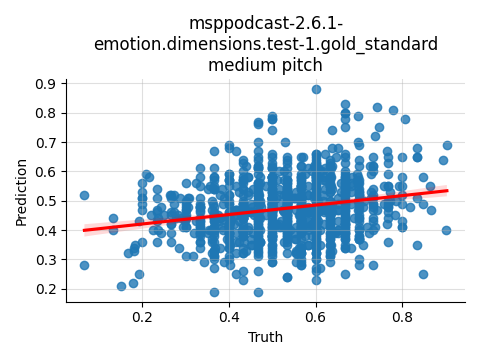 msppodcast-2.6.1-
emotion.dimensions.test-1.gold_standard
medium pitch
0.9
0.8
0.7
0.6
0.5
0.4
0.3
0.2
Prediction
0.2
0.4
0.6
0.8
Truth